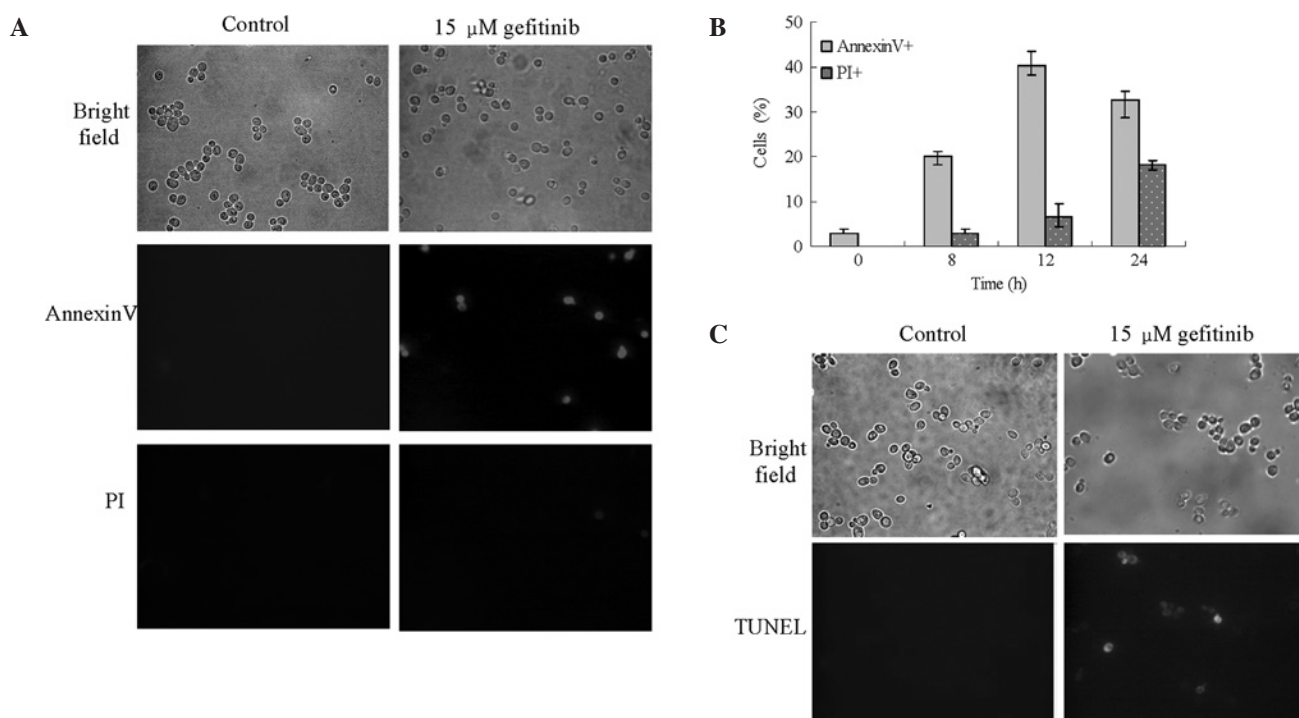 A
Control
15 μM gefitinib
Bright
field
AnnexinV
PI
B
50
40
30
20
10
0
AnnexinV+
PI+
Cells (%)
0
8
12
24
Time (h)
C
Control
15 μM gefitinib
Bright
field
TUNEL